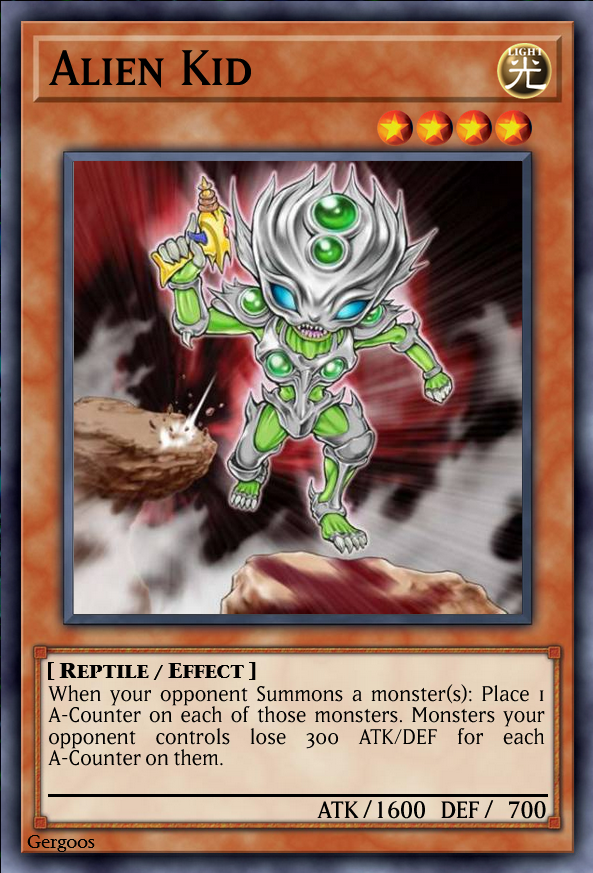 Alien Kid
LIGHT
光
[ Reptile / Effect ]
When your opponent Summons a monster(s): Place 1
A-Counter on each of those monsters. Monsters your
opponent controls lose 300 ATK/DEF for each
A-Counter on them.
ATK / 1600 DEF / 700
Gergoos